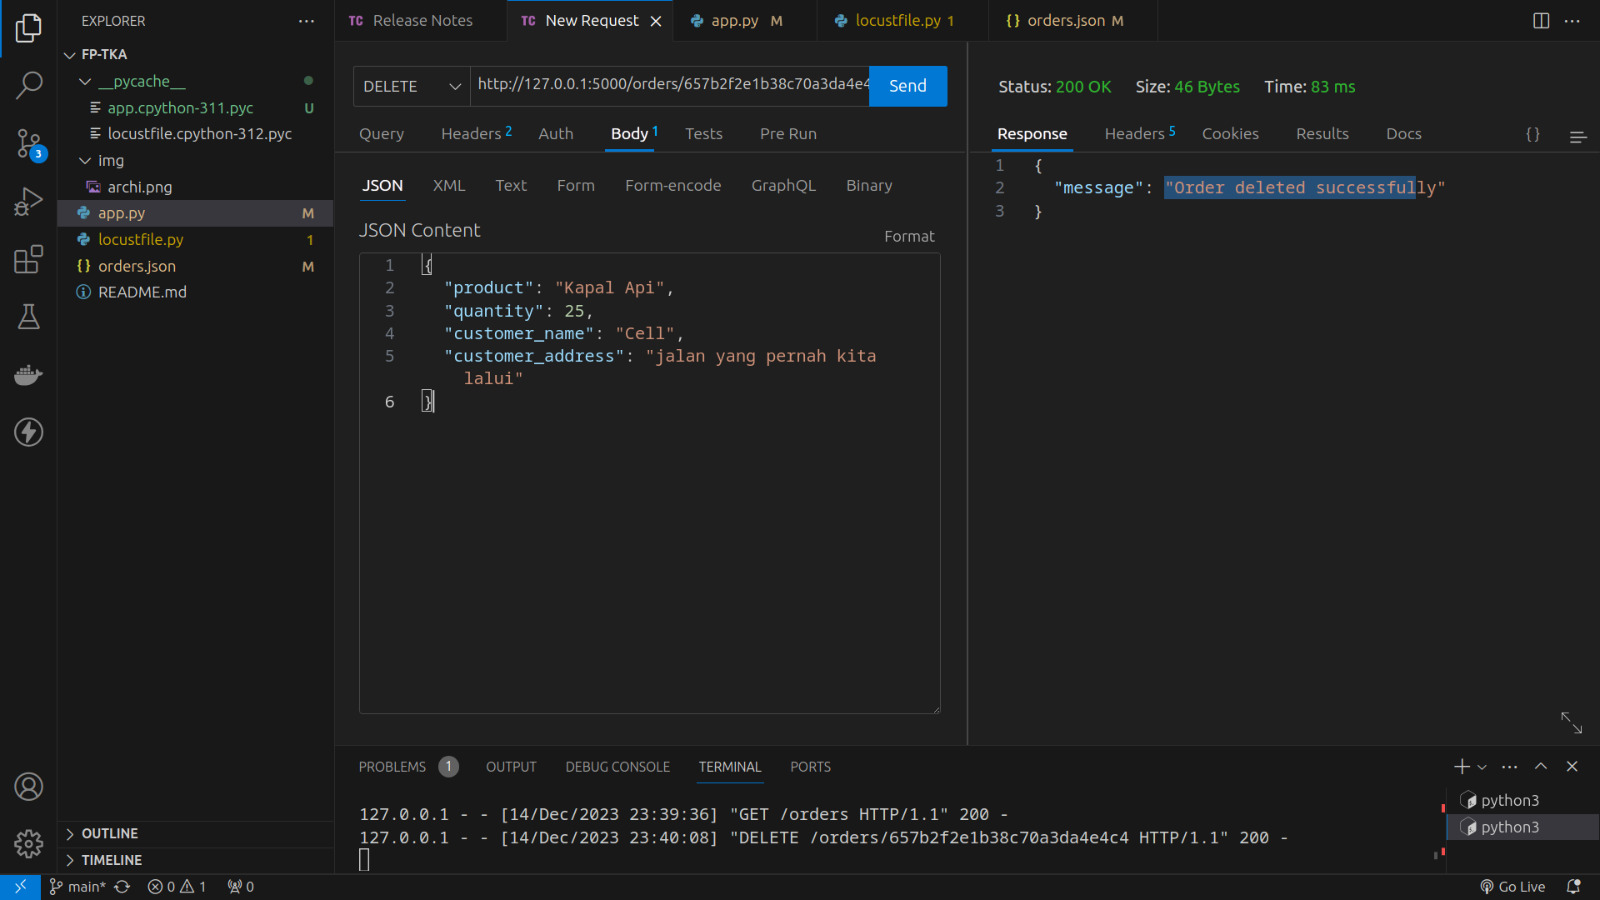 EXPLORER
FP-TKA
__pycache__
app.cpython-311.pyc U
locustfile.cpython-312.pyc
img
archi.png
app.py M
locustfile.py 1
orders.json M
README.md
3
OUTLINE
TIMELINE
TC Release Notes
TC New Request
app.py M
locustfile.py 1
{} orders.json M
DELETE
http://127.0.0.1:5000/orders/657b2f2e1b38c70a3da4e4
Send
Query Headers 2 Auth Body 1 Tests Pre Run
JSON XML Text Form Form-encode GraphQL Binary
JSON Content
Format
1 {
2 "product": "Kapal Api",
3 "quantity": 25,
4 "customer_name": "Cell",
5 "customer_address": "jalan yang pernah kita
lalui"
6 }
Status: 200 OK Size: 46 Bytes Time: 83 ms
Response Headers 5 Cookies Results Docs {}
1 {
2 "message": "Order deleted successfully"
3 }
PROBLEMS 1 OUTPUT DEBUG CONSOLE TERMINAL PORTS
127.0.0.1 - - [14/Dec/2023 23:39:36] "GET /orders HTTP/1.1" 200 -
127.0.0.1 - - [14/Dec/2023 23:40:08] "DELETE /orders/657b2f2e1b38c70a3da4e4c4 HTTP/1.1" 200 -
python3
python3
main* 0 1 0
Go Live